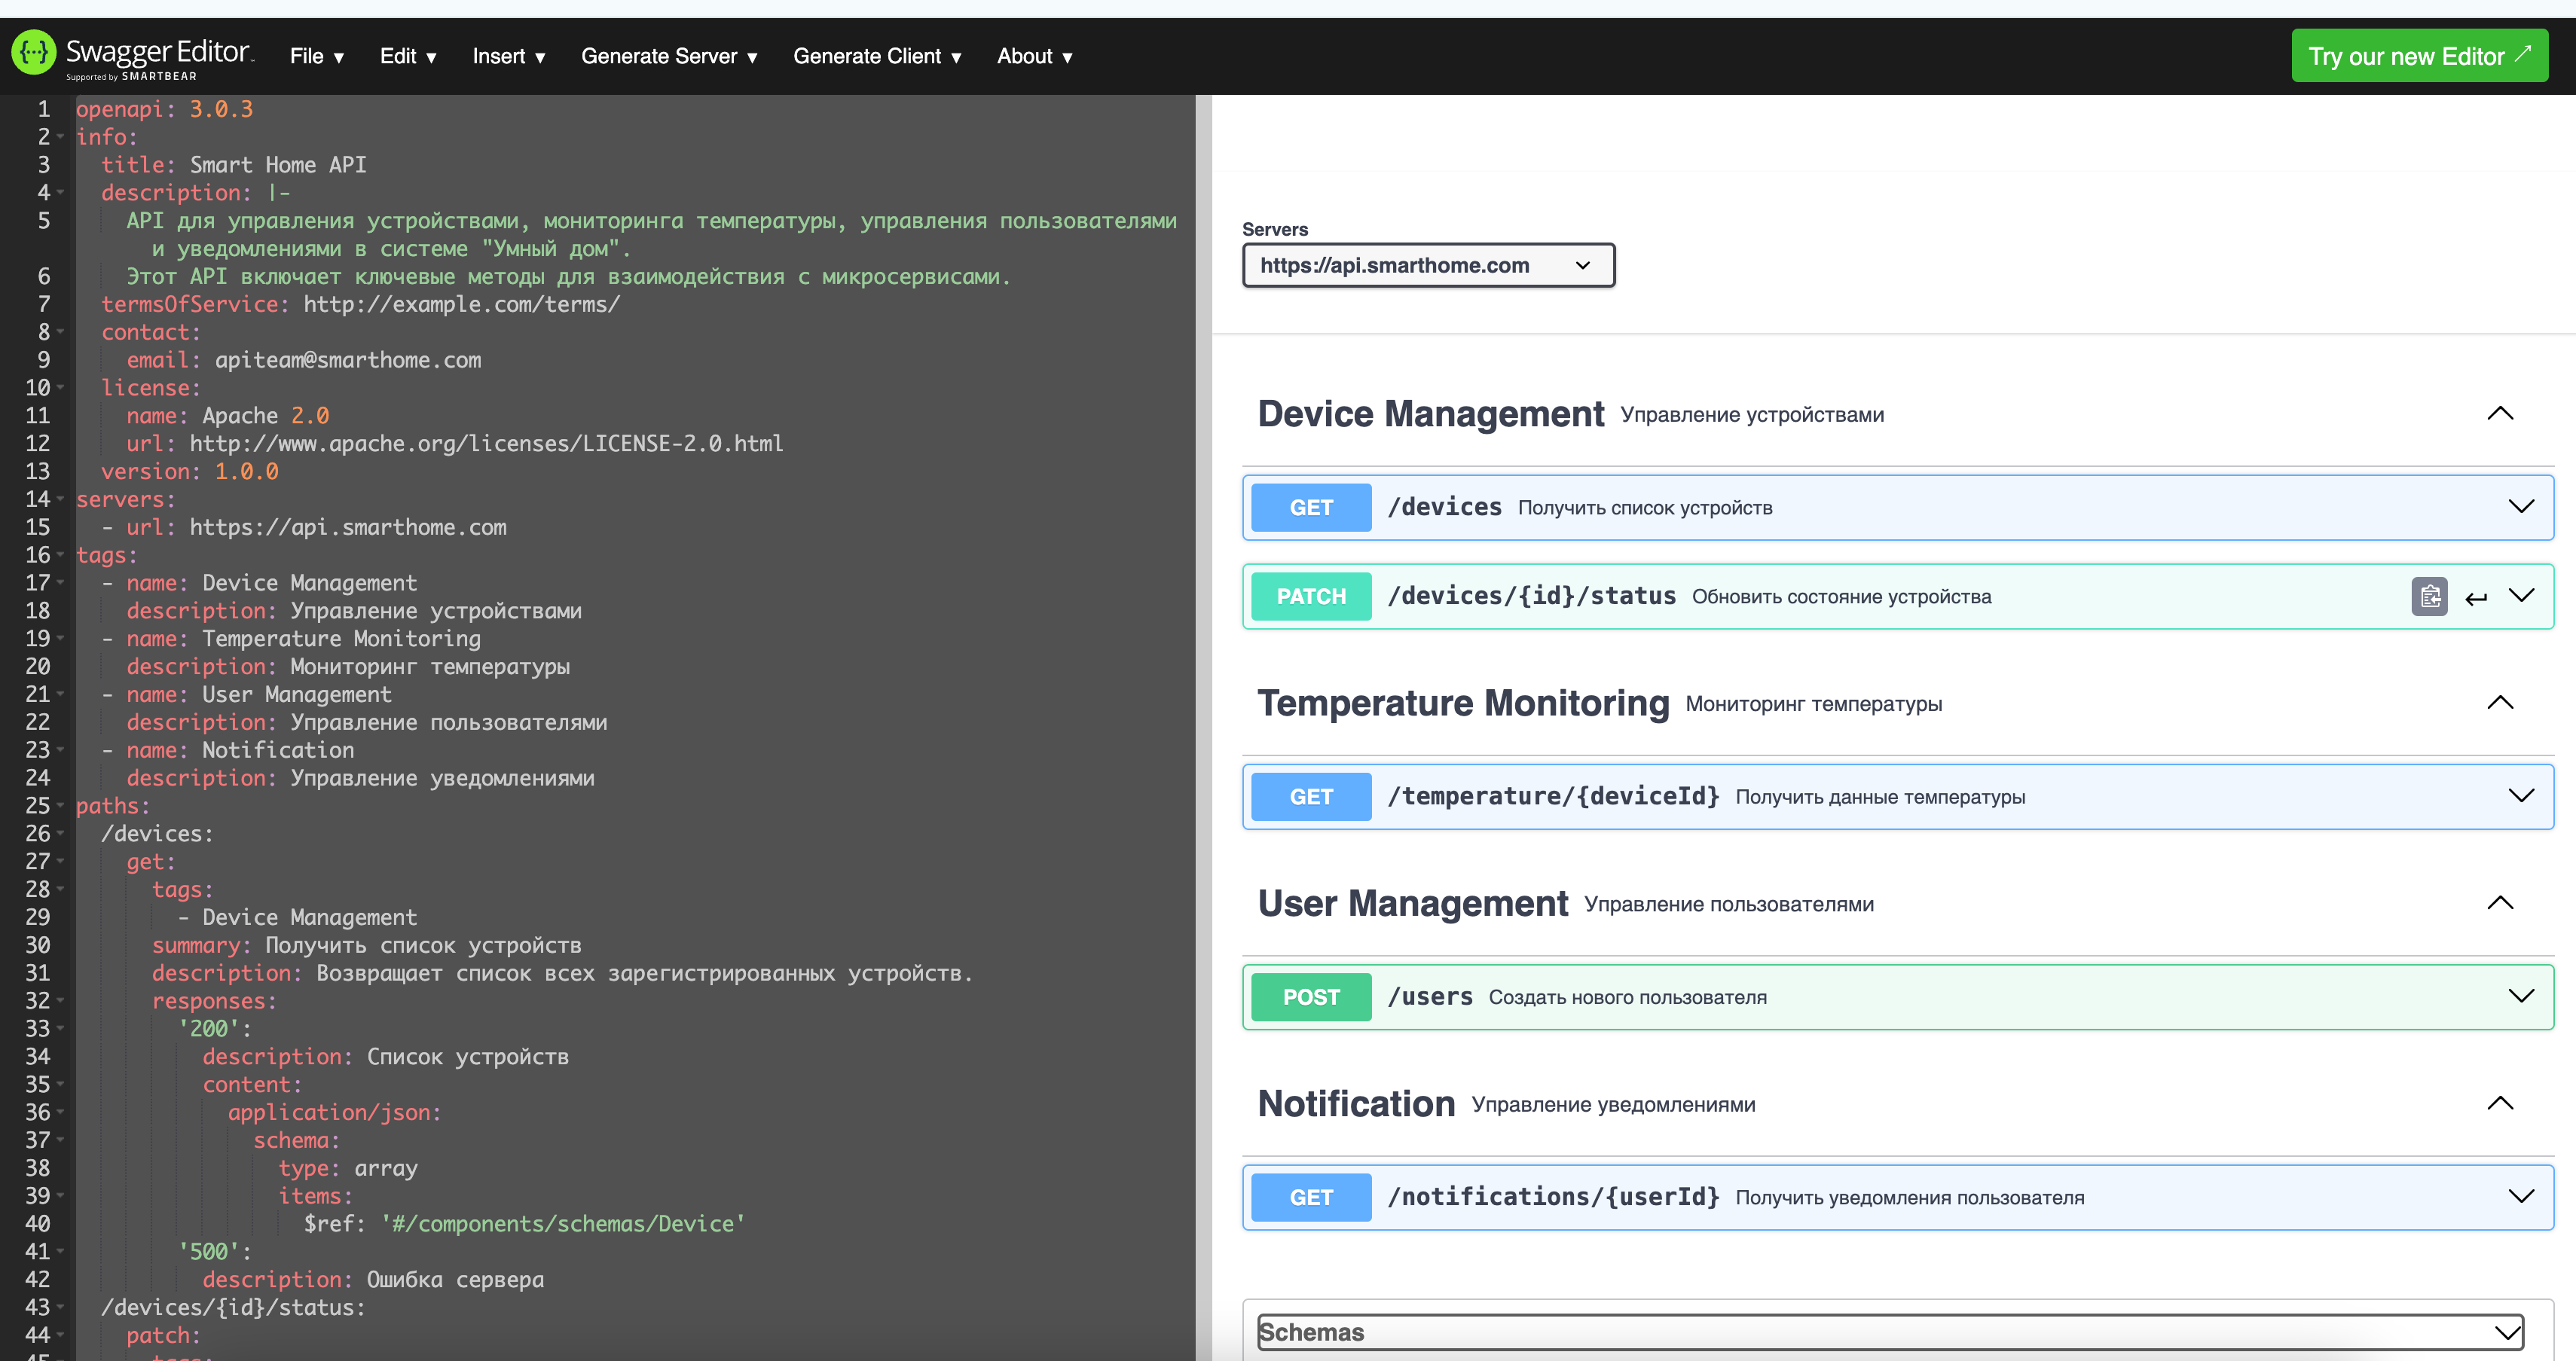 Swagger Editor
Supported by SMARTBEAR
File ▾ Edit ▾ Insert ▾ Generate Server ▾ Generate Client ▾ About ▾
Try our new Editor
1 openapi: 3.0.3
2 info:
3 title: Smart Home API
4 description: |-
5 API для управления устройствами, мониторинга температуры, управления пользователями
и уведомлениями в системе "Умный дом".
6 Этот API включает ключевые методы для взаимодействия с микросервисами.
7 termsOfService: http://example.com/terms/
8 contact:
9 email: apiteam@smarthome.com
10 license:
11 name: Apache 2.0
12 url: http://www.apache.org/licenses/LICENSE-2.0.html
13 version: 1.0.0
14 servers:
15 - url: https://api.smarthome.com
16 tags:
17 - name: Device Management
18 description: Управление устройствами
19 - name: Temperature Monitoring
20 description: Мониторинг температуры
21 - name: User Management
22 description: Управление пользователями
23 - name: Notification
24 description: Управление уведомлениями
25 paths:
26 /devices:
27 get:
28 tags:
29 - Device Management
30 summary: Получить список устройств
31 description: Возвращает список всех зарегистрированных устройств.
32 responses:
33 '200':
34 description: Список устройств
35 content:
36 application/json:
37 schema:
38 type: array
39 items:
40 $ref: '#/components/schemas/Device'
41 '500':
42 description: Ошибка сервера
43 /devices/{id}/status:
44 patch:
45 tags:
Servers
https://api.smarthome.com
Device Management Управление устройствами
GET /devices Получить список устройств
PATCH /devices/{id}/status Обновить состояние устройства
Temperature Monitoring Мониторинг температуры
GET /temperature/{deviceId} Получить данные температуры
User Management Управление пользователями
POST /users Создать нового пользователя
Notification Управление уведомлениями
GET /notifications/{userId} Получить уведомления пользователя
Schemas